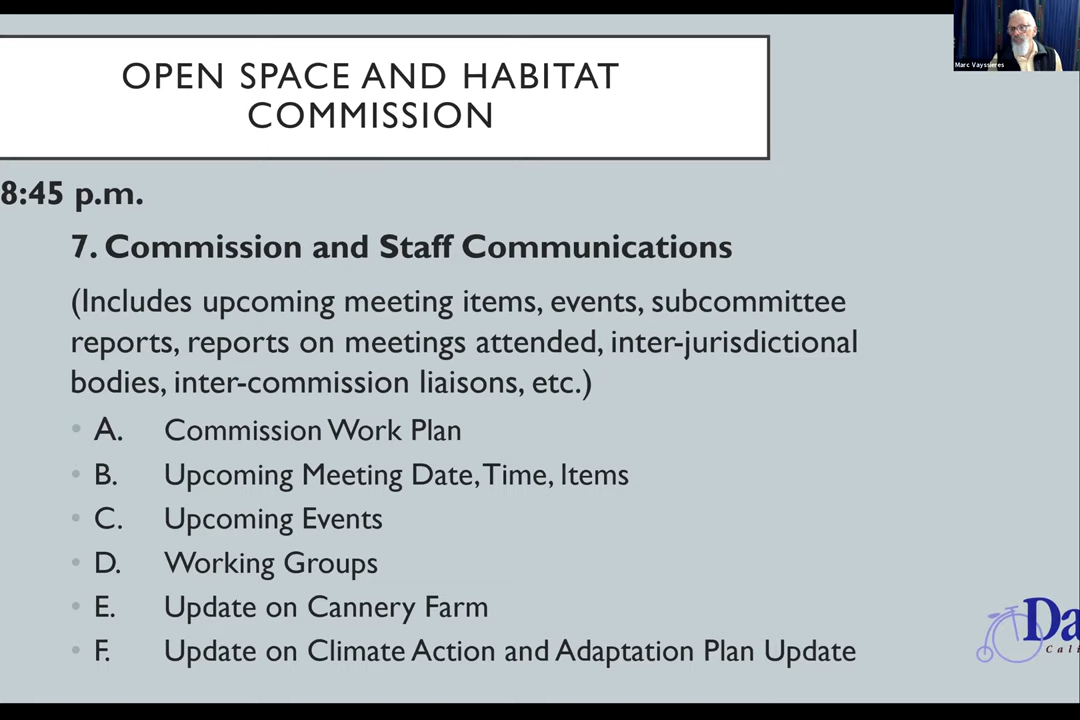 OPEN SPACE AND HABITAT
COMMISSION
Marc Vayssieres
8:45 p.m.
7. Commission and Staff Communications
(Includes upcoming meeting items, events, subcommittee
reports, reports on meetings attended, inter-jurisdictional
bodies, inter-commission liaisons, etc.)
• A. Commission Work Plan
• B. Upcoming Meeting Date, Time, Items
• C. Upcoming Events
• D. Working Groups
• E. Update on Cannery Farm
• F. Update on Climate Action and Adaptation Plan Update
Da
Cali